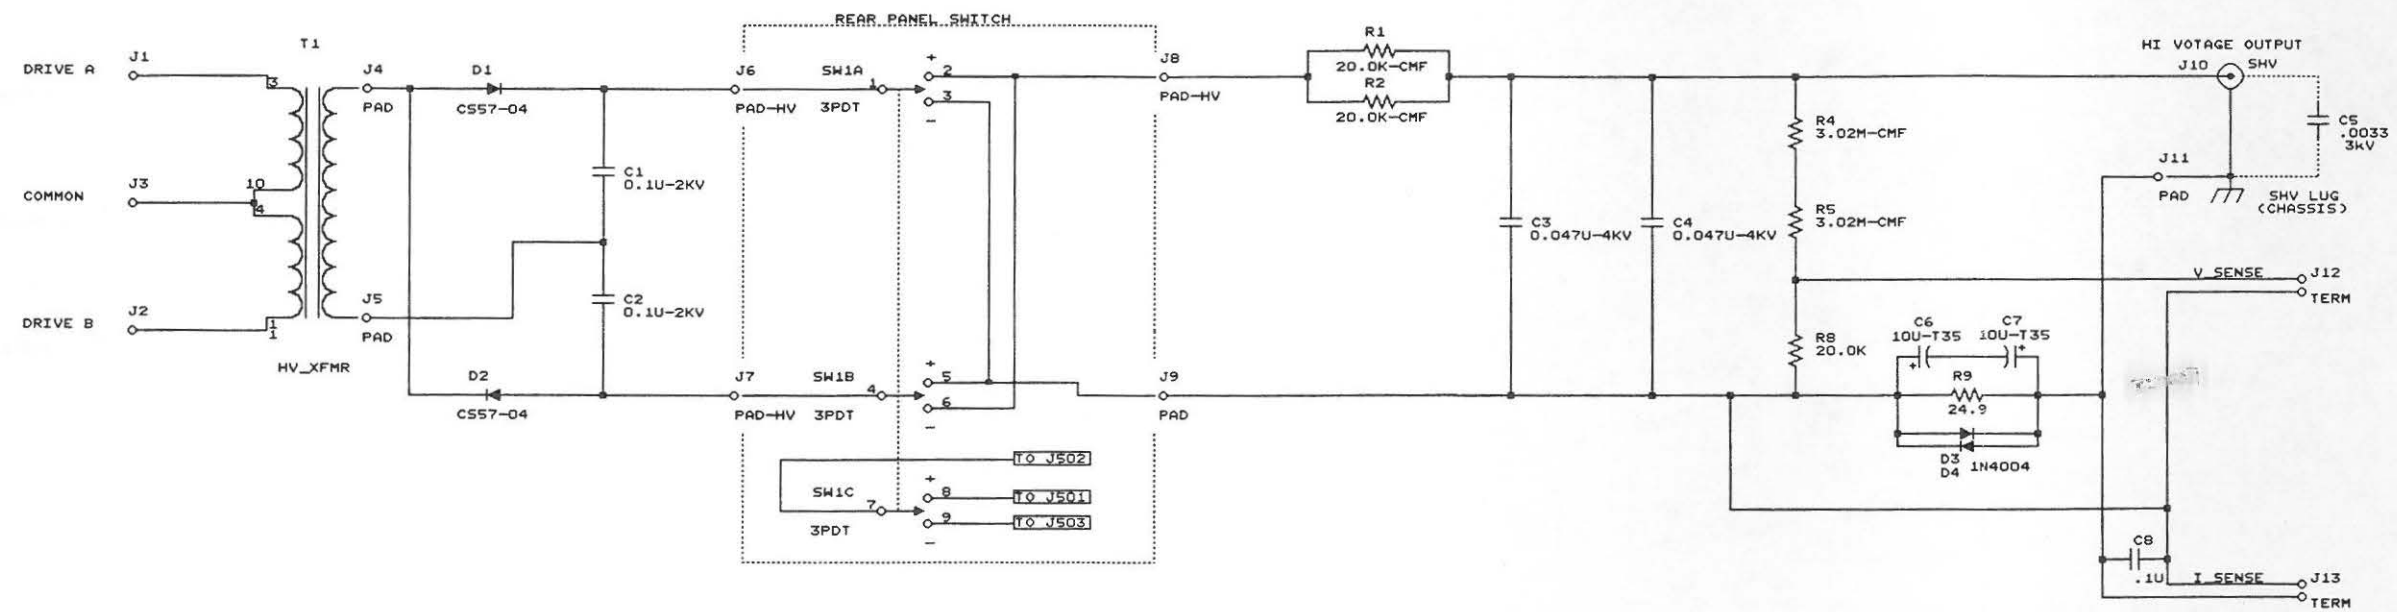 REAR PANEL SWITCH
T1
DRIVE A
J1
3
J4
PAD
D1
CS57-04
J6
PAD-HV
SW1A
3PDT
1
+
2
3
-
J8
PAD-HV
R1
20.0K-CMF
R2
20.0K-CMF
HI VOTAGE OUTPUT
J10
SHV
C5
.0033
3kV
R4
3.02M-CMF
C1
0.1U-2KV
J11
PAD
SHV LUG
(CHASSIS)
COMMON
J3
10
4
R5
3.02M-CMF
C3
0.047U-4KV
C4
0.047U-4KV
V_SENSE
J12
TERM
DRIVE B
J2
1
1
J5
PAD
C2
0.1U-2KV
HV_XFMR
D2
CS57-04
J7
PAD-HV
SW1B
3PDT
4
+
5
6
-
J9
PAD
R8
20.0K
C6
10U-T35
C7
10U-T35
+
+
R9
24.9
D3
D4
1N4004
SW1C
3PDT
7
+
8
9
-
TO J502
TO J501
TO J503
C8
.1U
I_SENSE
J13
TERM